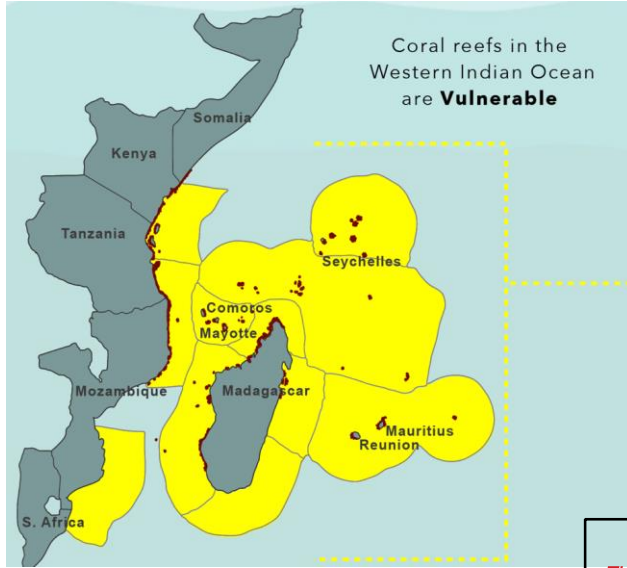 Coral reefs in the
Western Indian Ocean
are Vulnerable
Somalia
Kenya
Tanzania
Seychelles
Comoros
Mayotte
Mozambique
Madagascar
Mauritius
Reunion
S. Africa